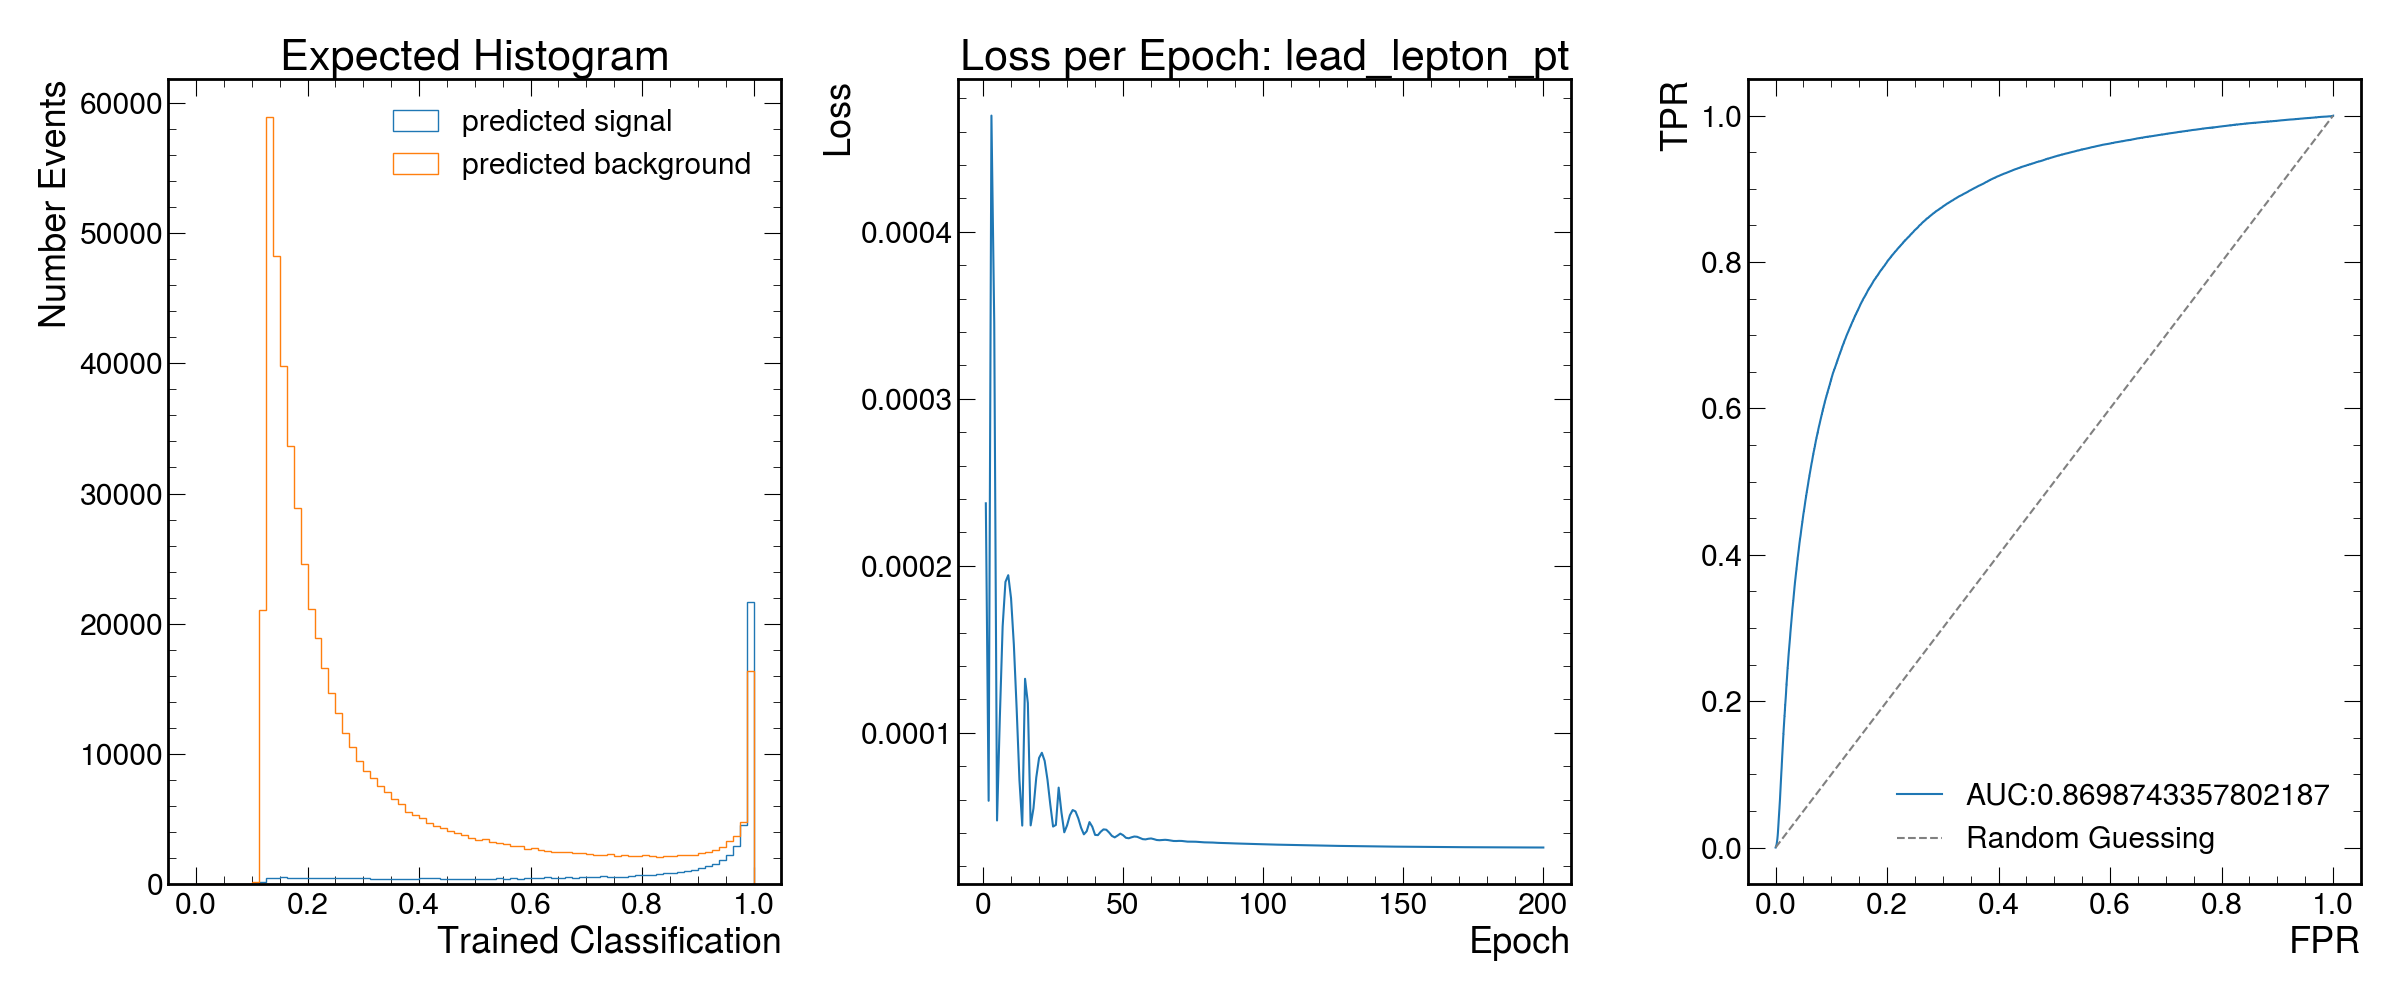 Expected Histogram
Number Events
60000
50000
40000
30000
20000
10000
0
predicted signal
predicted background
0.0 0.2 0.4 0.6 0.8 1.0
Trained Classification
Loss per Epoch: lead_lepton_pt
Loss
0.0004
0.0003
0.0002
0.0001
0 50 100 150 200
Epoch
TPR
1.0
0.8
0.6
0.4
0.2
0.0
AUC:0.8698743357802187
Random Guessing
0.0 0.2 0.4 0.6 0.8 1.0
FPR